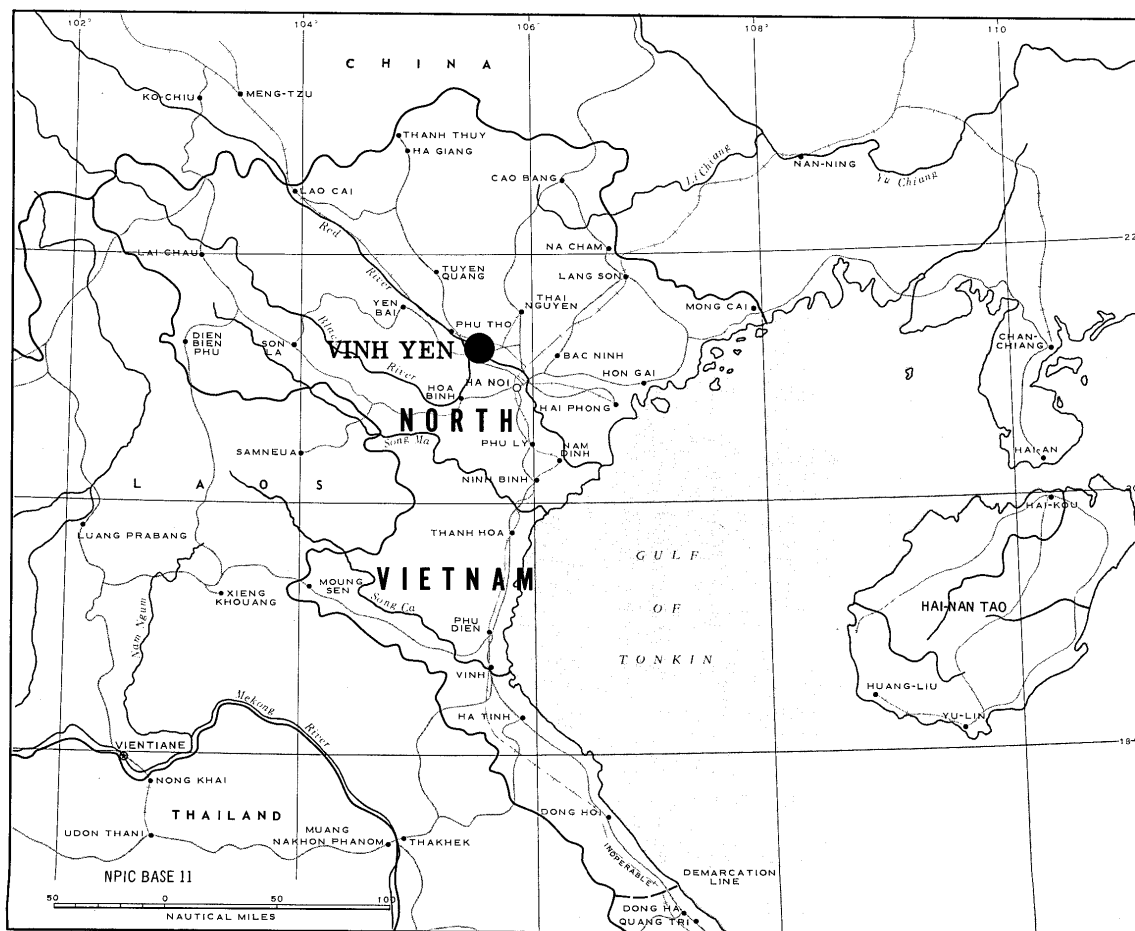 102°
104°
106°
108°
110
CHINA
KO-CHIU
MENG-TZU
THANH THUY
HA GIANG
CAO BANG
Li Chiang
NAN-NING
Yu Chiang
LAO CAI
Red
River
NA CHAM
22
LAI CHAU
TUYEN
QUANG
LANG SON
YEN
BAI
THAI
NGUYEN
MONG CAI
PHU THO
DIEN
BIEN
PHU
SON
LA
Black
River
VINH YEN
BAC NINH
CHAN-
CHIANG
HA NOI
HON GAI
HOA
BINH
HAI PHONG
NORTH
Song Ma
PHU LY
NAM
DINH
SAMNEUA
HAI-AN
NINH BINH
LAOS
20
HAI-KOU
LUANG PRABANG
THANH HOA
GULF
OF
TONKIN
VIETNAM
MOUNG
SEN
XIENG
KHOUANG
Song Ca
HAI-NAN TAO
Nam Ngum
PHU
DIEN
VINH
HUANG-LIU
Mekong
River
HA TINH
YU-LIN
18°
VIENTIANE
NONG KHAI
THAILAND
DONG HOI
UDON THANI
MUANG
NAKHON PHANOM
THAKHEK
INOPERABLE
DEMARCATION
LINE
NPIC BASE 11
50 0 100
NAUTICAL MILES
DONG HA
QUANG TRI